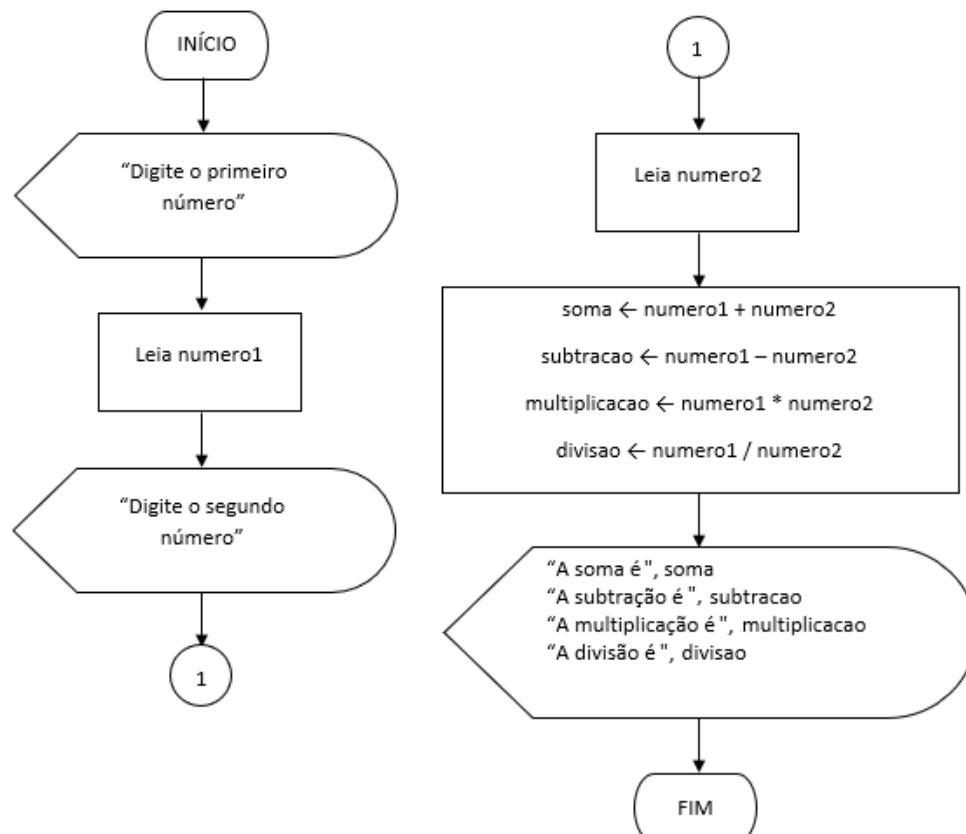 INÍCIO
“Digite o primeiro
número”
Leia numero1
“Digite o segundo
número”
1
1
Leia numero2
soma ← numero1 + numero2
subtracao ← numero1 – numero2
multiplicacao ← numero1 * numero2
divisao ← numero1 / numero2
“A soma é", soma
“A subtração é", subtracao
“A multiplicação é", multiplicacao
“A divisão é", divisao
FIM